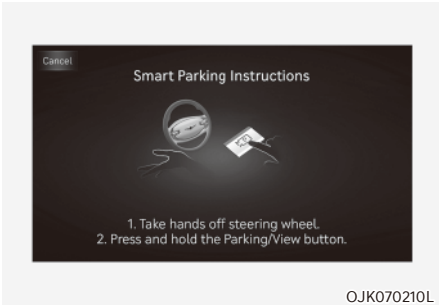 Cancel
Smart Parking Instructions
1. Take hands off steering wheel.
2. Press and hold the Parking/View button.
OJK070210L